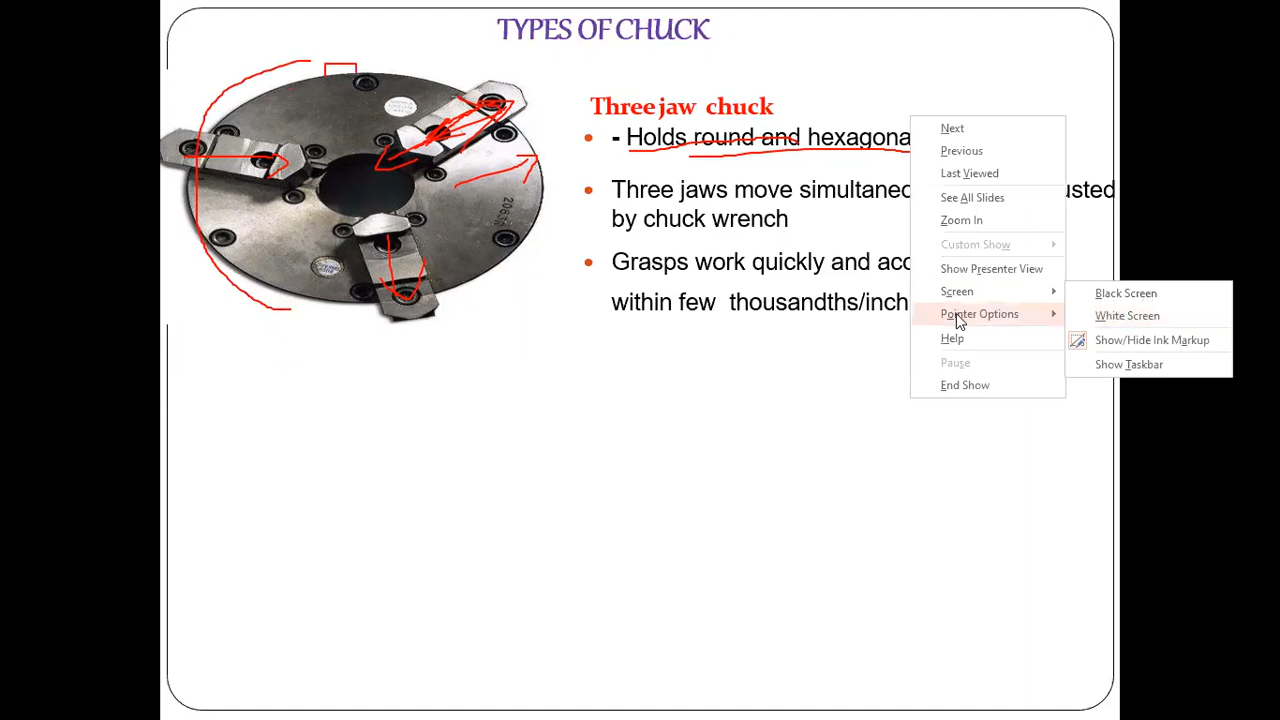 TYPES OF CHUCK
Three jaw chuck
- Holds round and hexagona
Three jaws move simultanec usted
by chuck wrench
Grasps work quickly and acc
within few thousandths/inch
Next
Previous
Last Viewed
See All Slides
Zoom In
Custom Show
Show Presenter View
Screen
Pointer Options
Help
Pause
End Show
Black Screen
White Screen
Show/Hide Ink Markup
Show Taskbar